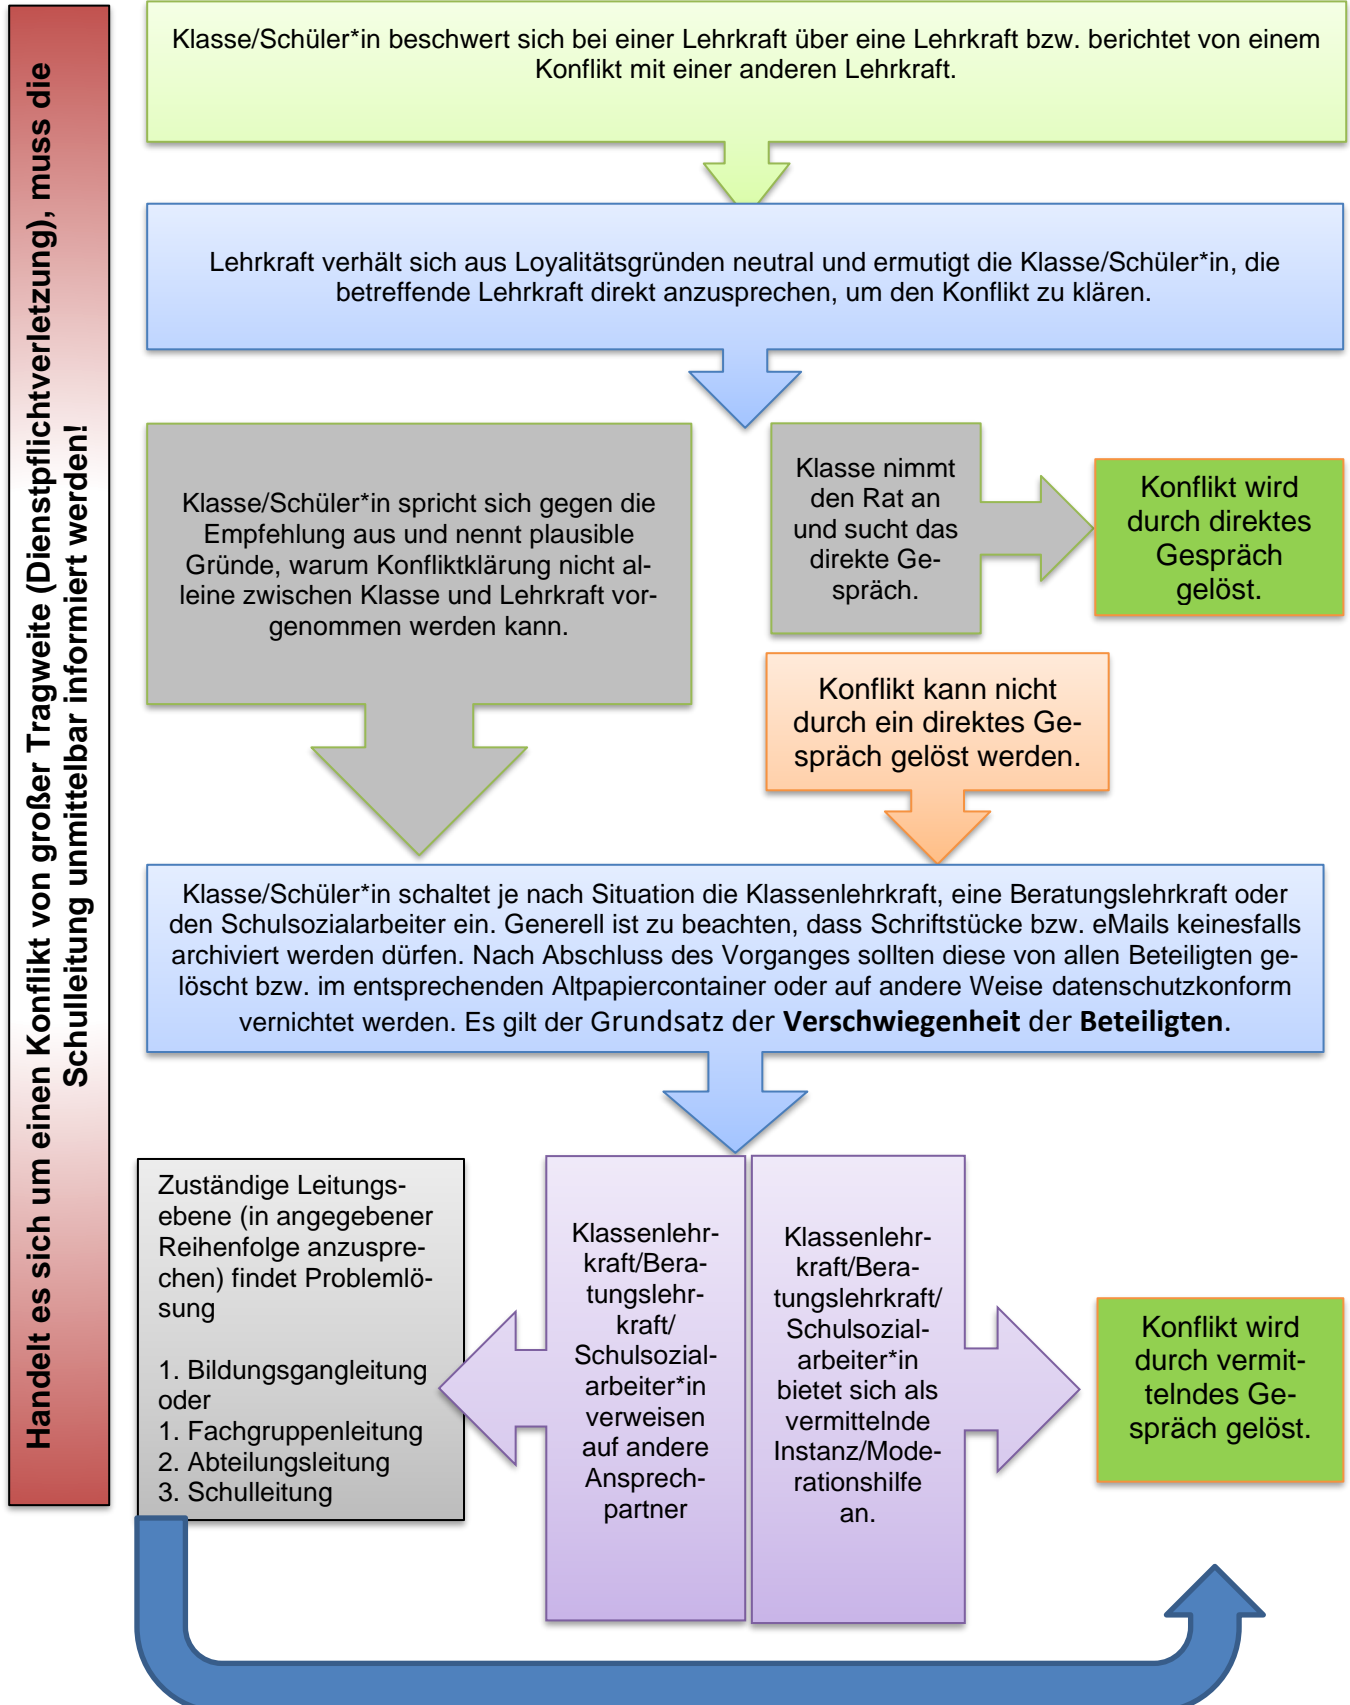 Handelt es sich um einen Konflikt von großer Tragweite (Dienstpflichtverletzung), muss die
Schulleitung unmittelbar informiert werden!
Klasse/Schüler*in beschwert sich bei einer Lehrkraft über eine Lehrkraft bzw. berichtet von einem
Konflikt mit einer anderen Lehrkraft.
Lehrkraft verhält sich aus Loyalitätsgründen neutral und ermutigt die Klasse/Schüler*in, die
betreffende Lehrkraft direkt anzusprechen, um den Konflikt zu klären.
Klasse/Schüler*in spricht sich gegen die
Empfehlung aus und nennt plausible
Gründe, warum Konfliktklärung nicht al-
leine zwischen Klasse und Lehrkraft vor-
genommen werden kann.
Klasse nimmt
den Rat an
und sucht das
direkte Ge-
spräch.
Konflikt wird
durch direktes
Gespräch
gelöst.
Konflikt kann nicht
durch ein direktes Ge-
spräch gelöst werden.
Klasse/Schüler*in schaltet je nach Situation die Klassenlehrkraft, eine Beratungslehrkraft oder
den Schulsozialarbeiter ein. Generell ist zu beachten, dass Schriftstücke bzw. eMails keinesfalls
archiviert werden dürfen. Nach Abschluss des Vorganges sollten diese von allen Beteiligten ge-
löscht bzw. im entsprechenden Altpapiercontainer oder auf andere Weise datenschutzkonform
vernichtet werden. Es gilt der Grundsatz der Verschwiegenheit der Beteiligten.
Zuständige Leitungs-
ebene (in angegebener
Reihenfolge anzuspre-
chen) findet Problemlö-
sung
1. Bildungsgangleitung
oder
1. Fachgruppenleitung
2. Abteilungsleitung
3. Schulleitung
Klassenlehr-
kraft/Bera-
tungslehr-
kraft/
Schulsozial-
arbeiter*in
verweisen
auf andere
Ansprech-
partner
Klassenlehr-
kraft/Bera-
tungslehrkraft/
Schulsozial-
arbeiter*in
bietet sich als
vermittelnde
Instanz/Mode-
rationshilfe
an.
Konflikt wird
durch vermit-
telndes Ge-
spräch gelöst.